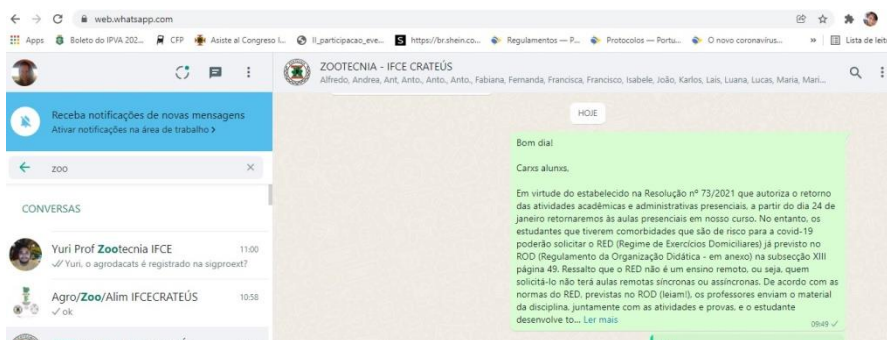 web.whatsapp.com
Apps Boleto do IPVA 202... CFP Asiste al Congreso I... II_participacao_eve... https://br.shein.co... Regulamentos — P... Protocolos — Portu... O novo coronavírus... » Lista de leit
ZOOTECNIA - IFCE CRATEÚS
Alfredo, Andrea, Ant, Anto., Anto., Anto., Fabiana, Fernanda, Francisca, Francisco, Isabele, João, Karlos, Lais, Luana, Lucas, Maria, Mari...
Receba notificações de novas mensagens
Ativar notificações na área de trabalho >
zoo
CONVERSAS
Yuri Prof Zootecnia IFCE 11:00
Yuri, o agrodacats é registrado na sigproext?
Agro/Zoo/Alim IFCECRATEÚS 10:58
ok
HOJE
Bom dia!
Carxs alunxs,
Em virtude do estabelecido na Resolução nº 73/2021 que autoriza o retorno
das atividades acadêmicas e administrativas presenciais, a partir do dia 24 de
janeiro retornaremos às aulas presenciais em nosso curso. No entanto, os
estudantes que tiverem comorbidades que são de risco para a covid-19
poderão solicitar o RED (Regime de Exercícios Domiciliares) já previsto no
ROD (Regulamento da Organização Didática - em anexo) na subsecção XIII
página 49. Ressalto que o RED não é um ensino remoto, ou seja, quem
solicitá-lo não terá aulas remotas síncronas ou assíncronas. De acordo com as
normas do RED, previstas no ROD (leiam!), os professores enviam o material
da disciplina, juntamente com as atividades e provas, e o estudante
desenvolve to... Ler mais
09:49